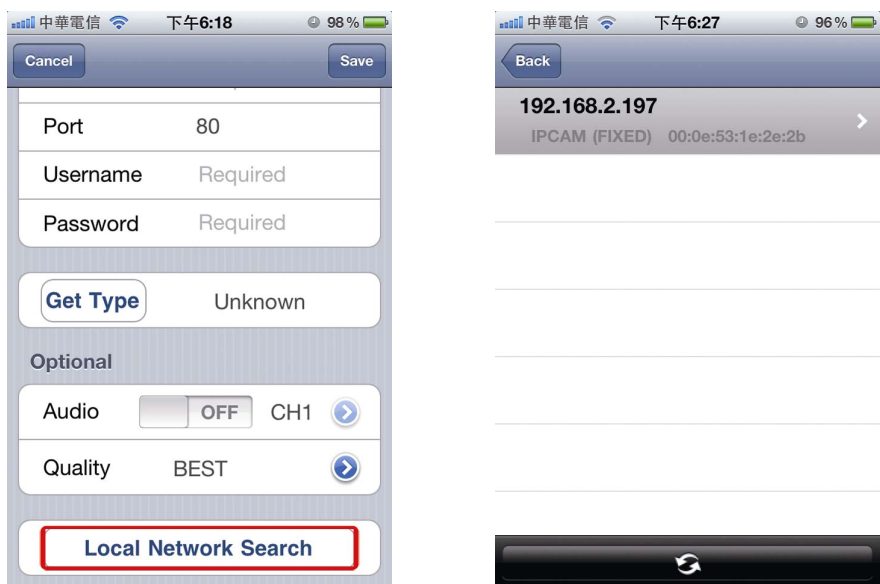 中華電信 下午6:18 98%
Cancel Save
Port 80
Username Required
Password Required
Get Type Unknown
Optional
Audio OFF CH1
Quality BEST
Local Network Search
中華電信 下午6:27 96%
Back
192.168.2.197
IPCAM (FIXED) 00:0e:53:1e:2e:2b